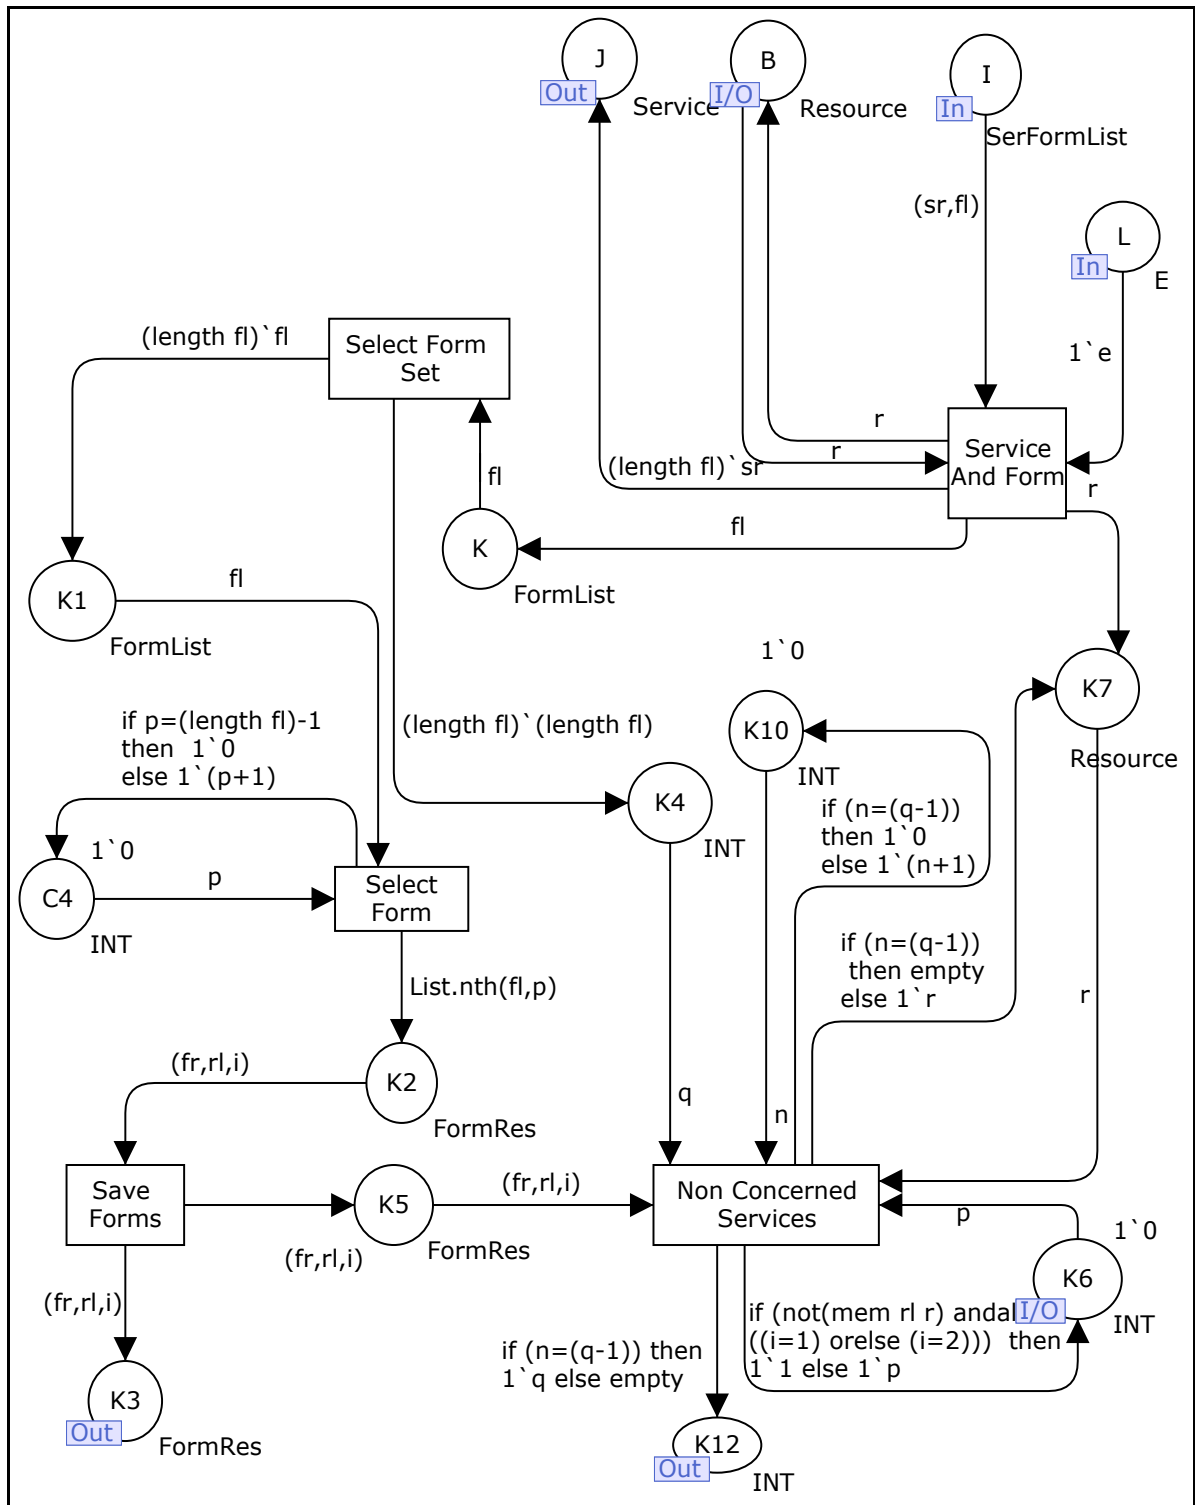 J
Out
Service
B
I/O
Resource
I
In
SerFormList
(sr,fl)
L
In
E
1`e
(length fl)`fl
Select Form
Set
r
r
(length fl)`sr
Service
And Form
r
fl
K
FormList
fl
K1
FormList
fl
1`0
K10
INT
K7
Resource
if p=(length fl)-1
then 1`0
else 1`(p+1)
(length fl)`(length fl)
K4
INT
if (n=(q-1))
then 1`0
else 1`(n+1)
1`0
C4
INT
p
Select
Form
if (n=(q-1))
then empty
else 1`r
List.nth(fl,p)
r
(fr,rl,i)
K2
FormRes
q
n
Save
Forms
K5
FormRes
(fr,rl,i)
(fr,rl,i)
Non Concerned
Services
p
1`0
K6
I/O
INT
(fr,rl,i)
if (not(mem rl r) andal
((i=1) orelse (i=2))) then
1`1 else 1`p
if (n=(q-1)) then
1`q else empty
K3
Out
FormRes
K12
Out
INT